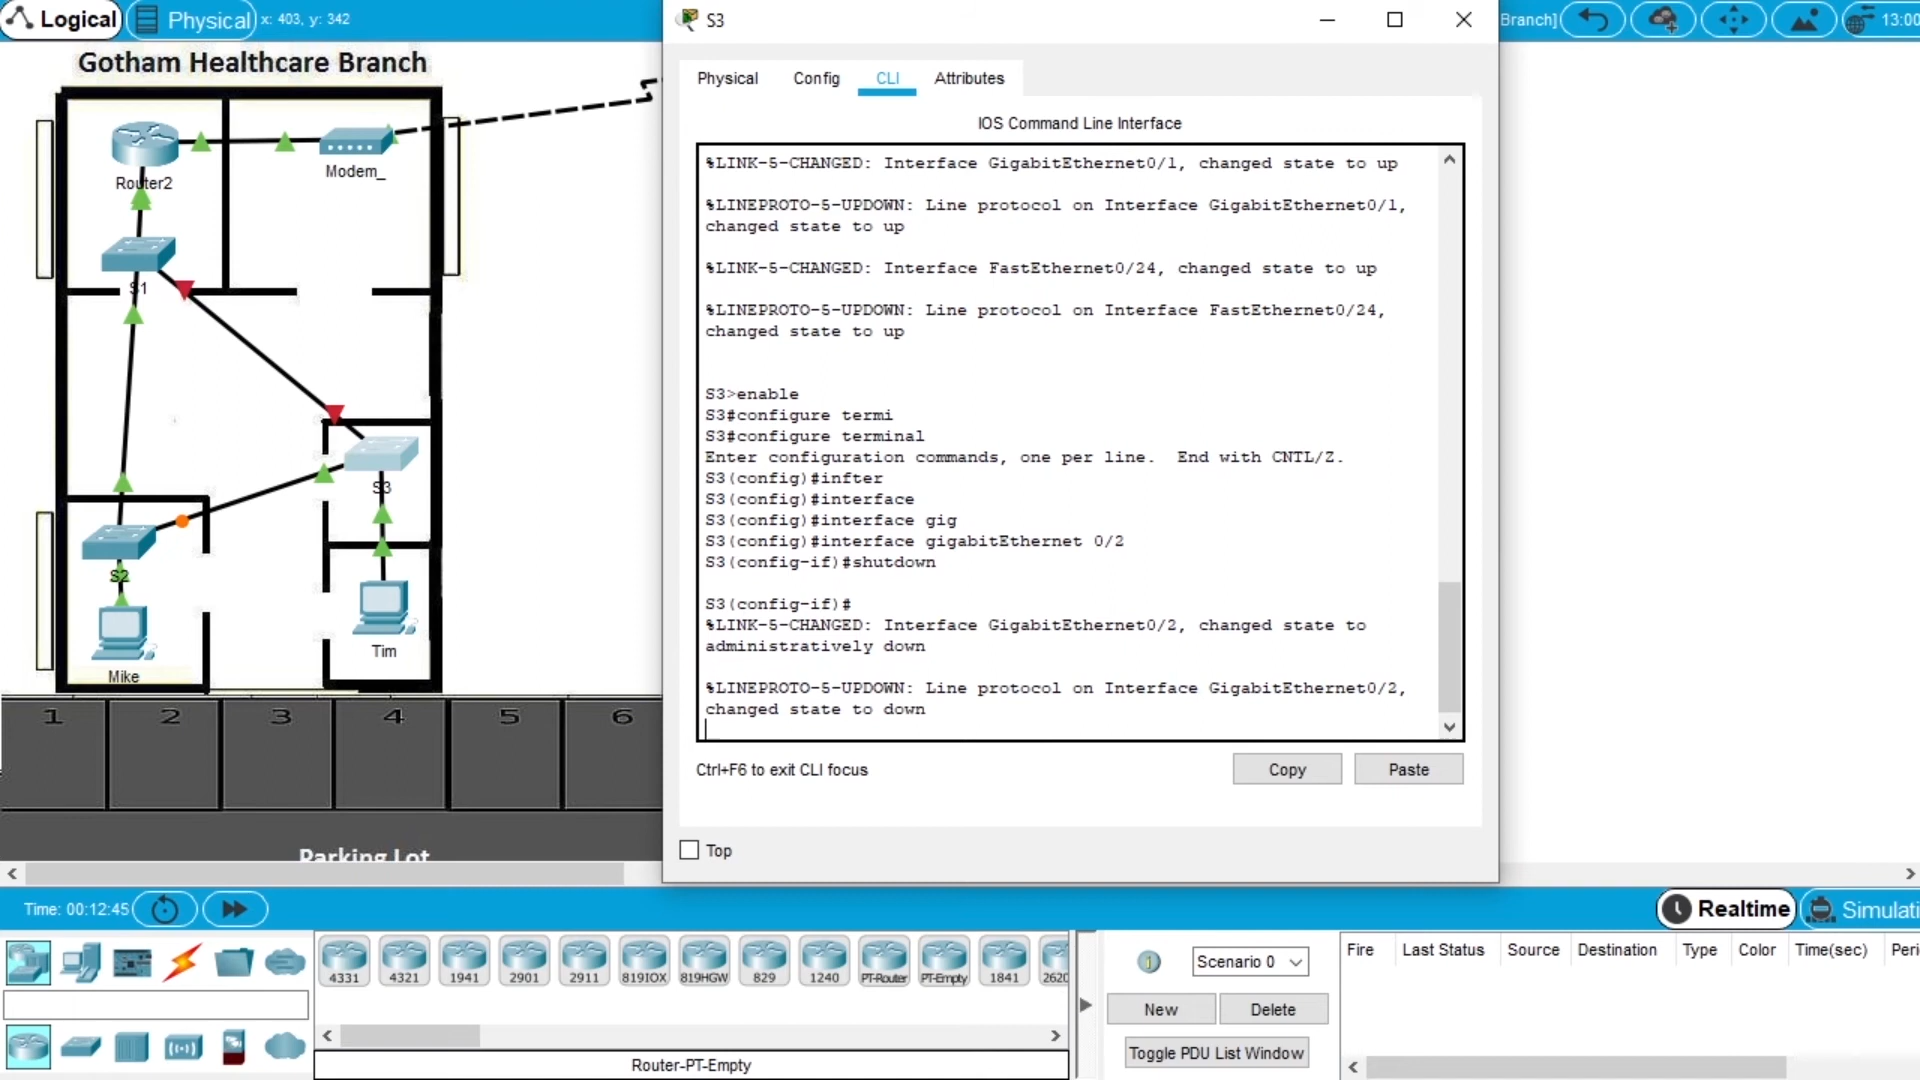 Logical
Physical
x: 403, y: 342
S3
Branch]
13:00
Gotham Healthcare Branch
Router2
Modem_
S1
S3
S2
Mike
Tim
1 2 3 4 5 6
Parking Lot
Physical Config CLI Attributes
IOS Command Line Interface
%LINK-5-CHANGED: Interface GigabitEthernet0/1, changed state to up
%LINEPROTO-5-UPDOWN: Line protocol on Interface GigabitEthernet0/1,
changed state to up
%LINK-5-CHANGED: Interface FastEthernet0/24, changed state to up
%LINEPROTO-5-UPDOWN: Line protocol on Interface FastEthernet0/24,
changed state to up
S3>enable
S3#configure termi
S3#configure terminal
Enter configuration commands, one per line.  End with CNTL/Z.
S3(config)#infter
S3(config)#interface
S3(config)#interface gig
S3(config)#interface gigabitEthernet 0/2
S3(config-if)#shutdown
S3(config-if)#
%LINK-5-CHANGED: Interface GigabitEthernet0/2, changed state to
administratively down
%LINEPROTO-5-UPDOWN: Line protocol on Interface GigabitEthernet0/2,
changed state to down
Ctrl+F6 to exit CLI focus
Copy
Paste
Top
Time: 00:12:45
Realtime
Simulati
4331 4321 1941 2901 2911 819IOX 819HGW 829 1240 PT-Router PT-Empty 1841 2620
Router-PT-Empty
Scenario 0
New
Delete
Toggle PDU List Window
Fire Last Status Source Destination Type Color Time(sec) Peri